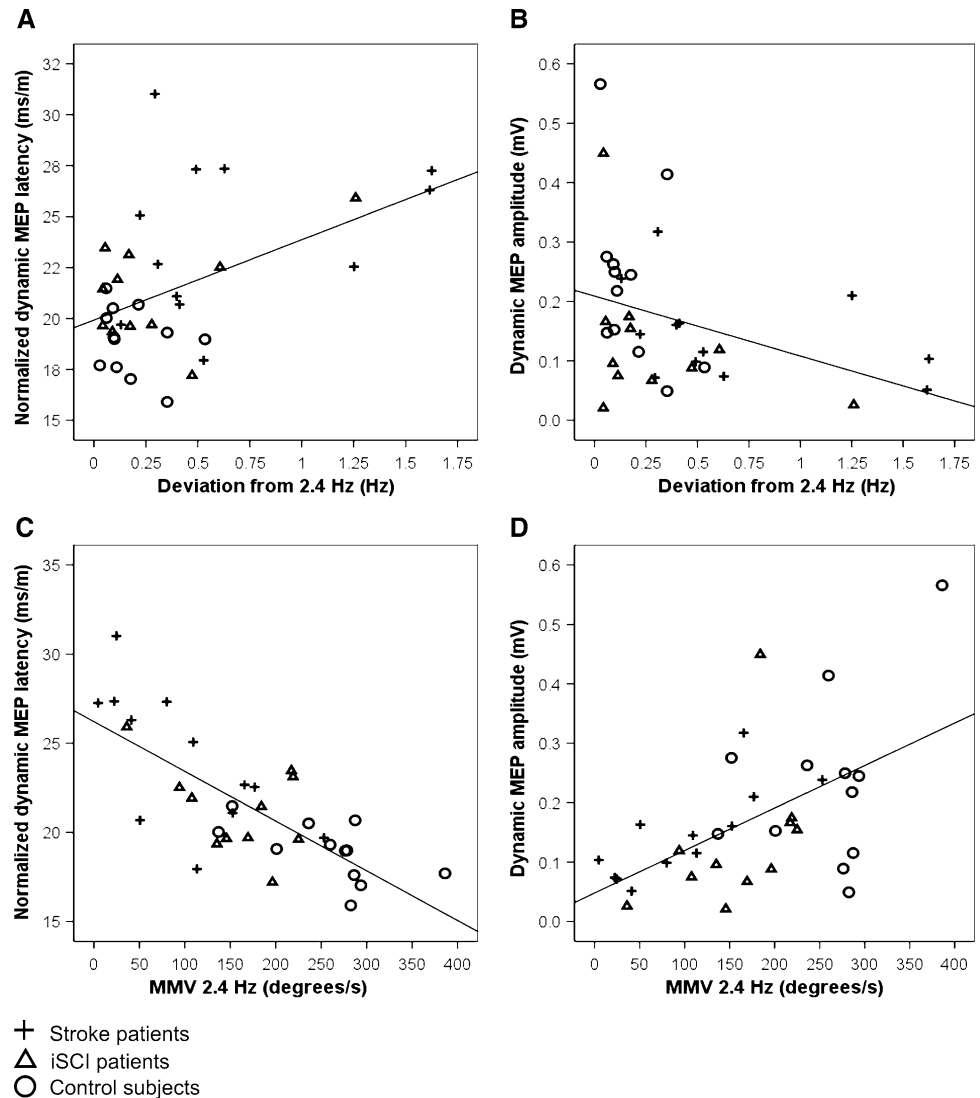 A
Normalized dynamic MEP latency (ms/m)
32
30
28
25
22
20
18
15
0 0.25 0.5 0.75 1 1.25 1.5 1.75
Deviation from 2.4 Hz (Hz)
B
Dynamic MEP amplitude (mV)
0.6
0.5
0.4
0.3
0.2
0.1
0.0
0 0.25 0.5 0.75 1 1.25 1.5 1.75
Deviation from 2.4 Hz (Hz)
C
Normalized dynamic MEP latency (ms/m)
35
30
25
20
15
0 50 100 150 200 250 300 350 400
MMV 2.4 Hz (degrees/s)
D
Dynamic MEP amplitude (mV)
0.6
0.5
0.4
0.3
0.2
0.1
0.0
0 50 100 150 200 250 300 350 400
MMV 2.4 Hz (degrees/s)
Stroke patients
iSCI patients
Control subjects